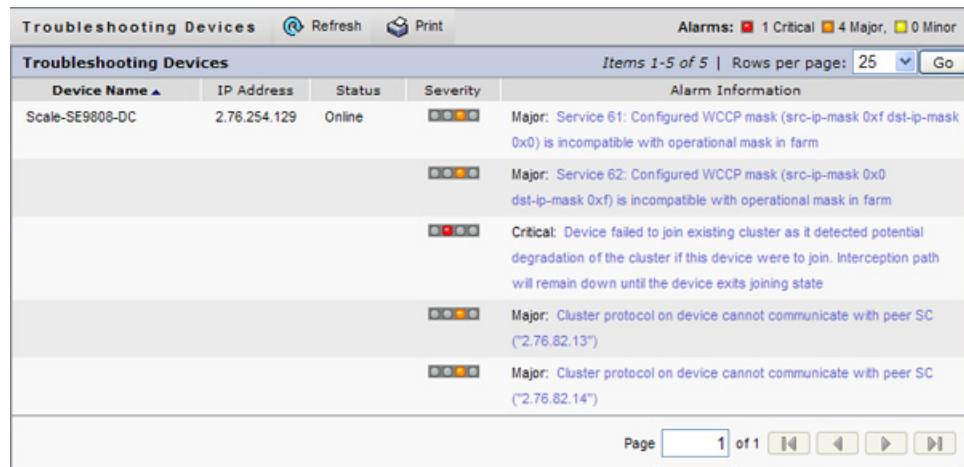 Troubleshooting Devices Refresh Print Alarms: 1 Critical 4 Major, 0 Minor
Troubleshooting Devices Items 1-5 of 5 | Rows per page: 25 Go
Device Name IP Address Status Severity Alarm Information
Scale-SE9808-DC 2.76.254.129 Online Major: Service 61: Configured WCCP mask (src-ip-mask 0xf dst-ip-mask
0x0) is incompatible with operational mask in farm
Major: Service 62: Configured WCCP mask (src-ip-mask 0x0
dst-ip-mask 0xf) is incompatible with operational mask in farm
Critical: Device failed to join existing cluster as it detected potential
degradation of the cluster if this device were to join. Interception path
will remain down until the device exits joining state
Major: Cluster protocol on device cannot communicate with peer SC
("2.76.82.13")
Major: Cluster protocol on device cannot communicate with peer SC
("2.76.82.14")
Page 1 of 1